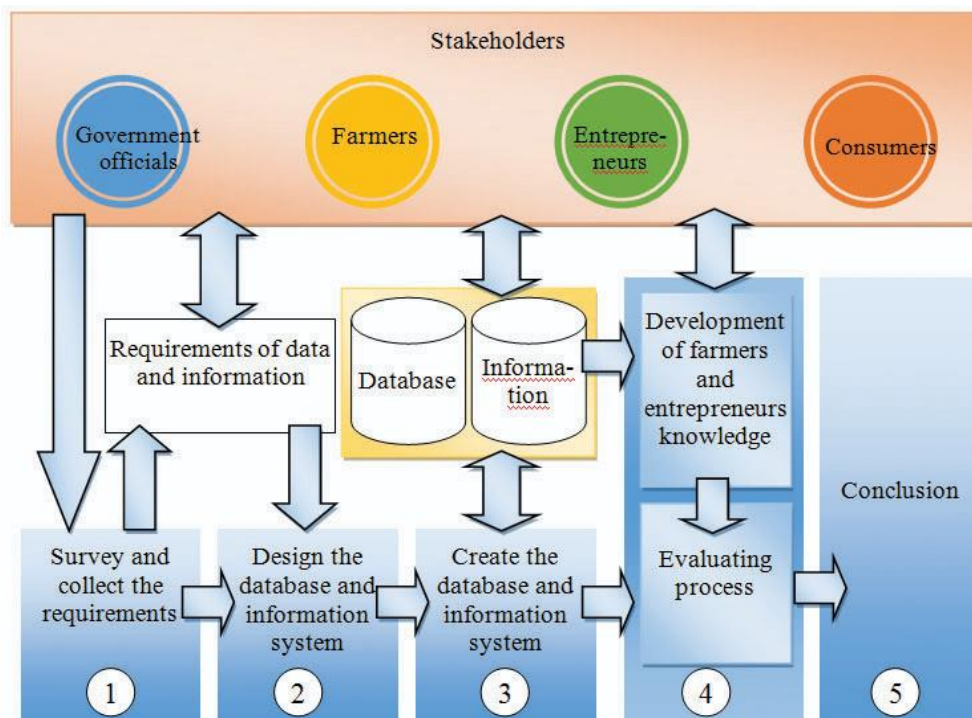 Stakeholders
Government
officials
Farmers
Entrepre-
neurs
Consumers
Requirements of data
and information
Database
Informa-
tion
Development
of farmers
and
entrepreneurs
knowledge
Conclusion
Survey and
collect the
requirements
Design the
database and
information
system
Create the
database and
information
system
Evaluating
process
1
2
3
4
5